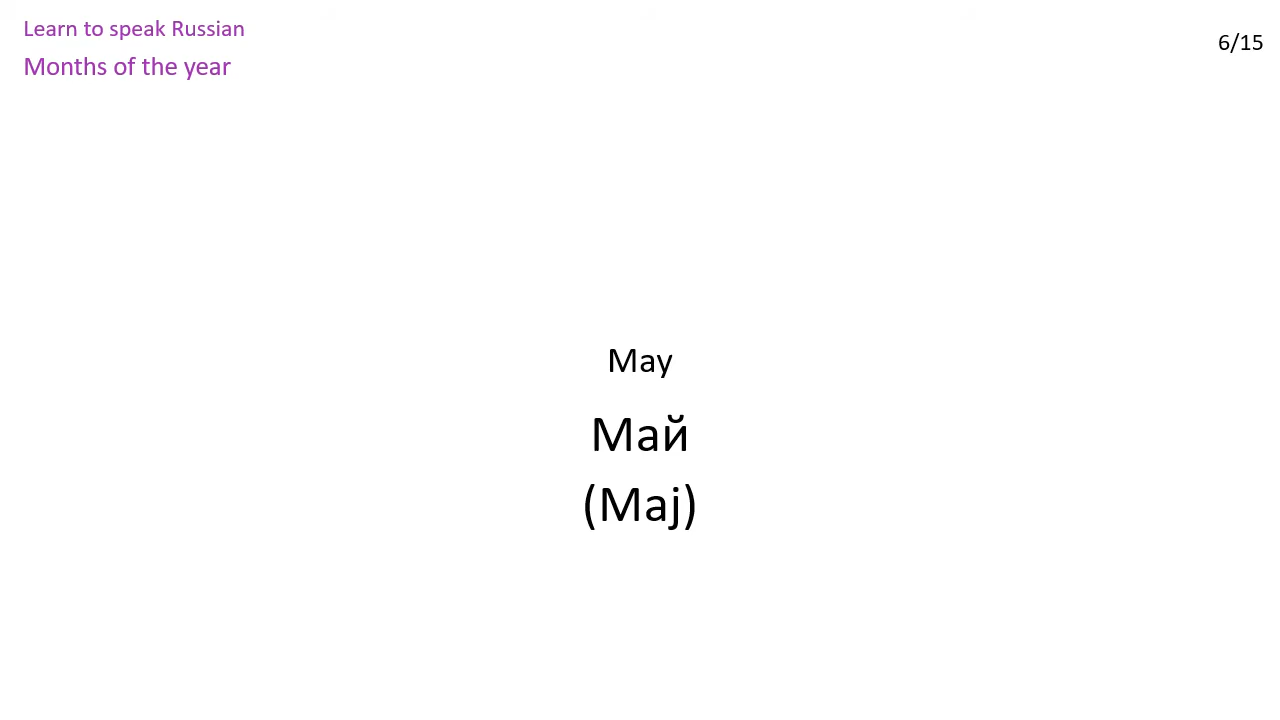 Learn to speak Russian
6/15
Months of the year
May
Май
(Maj)